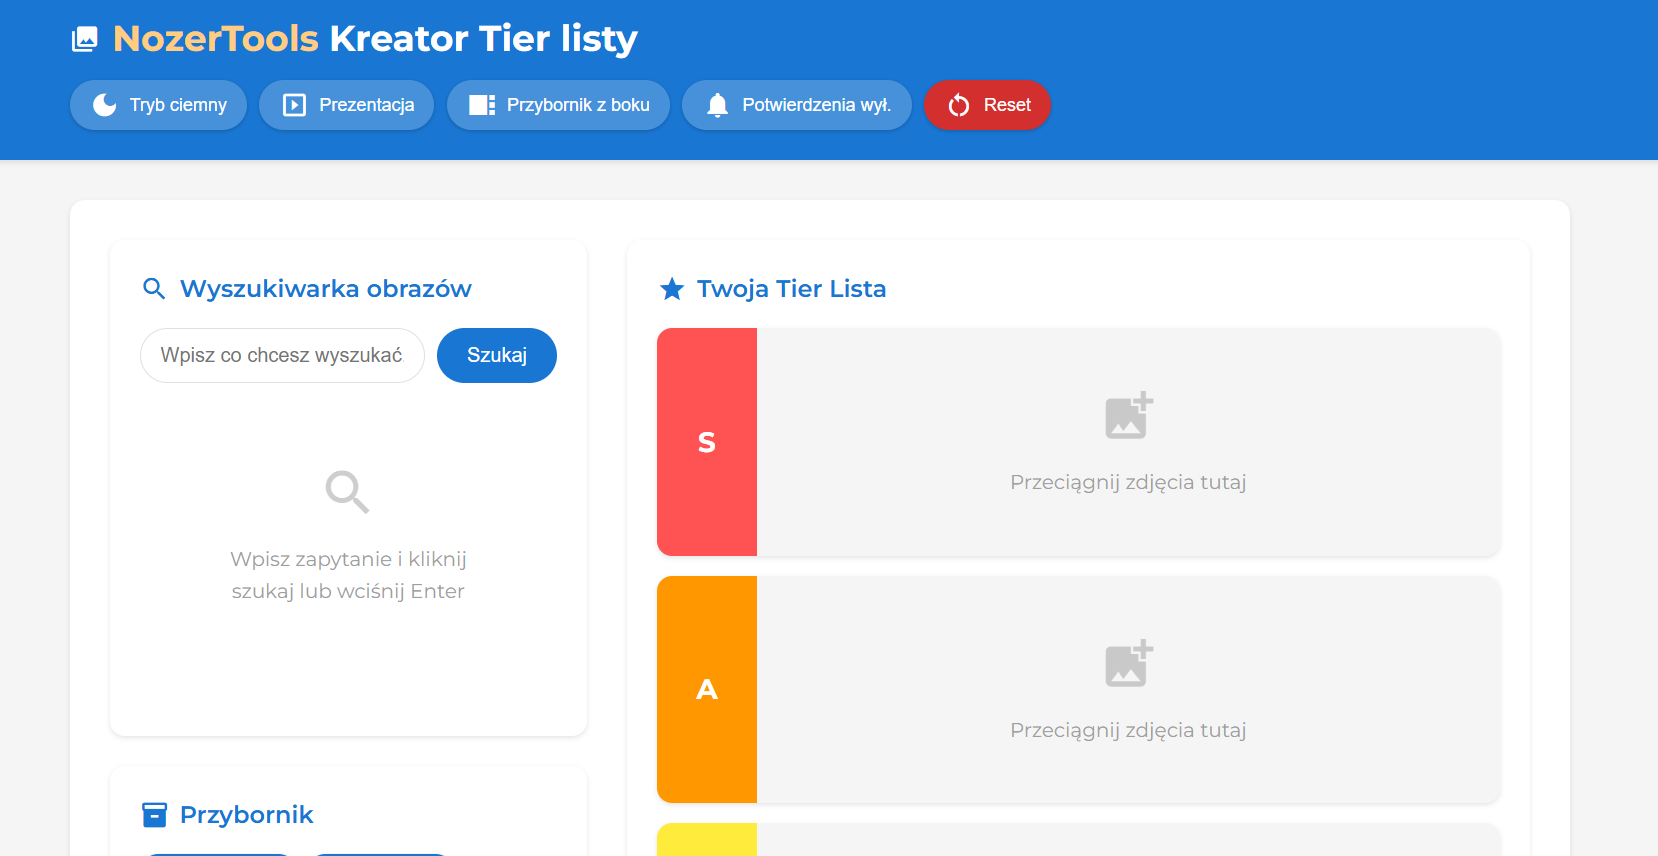 NozerTools Kreator Tier listy
Tryb ciemny
Prezentacja
Przybornik z boku
Potwierdzenia wył.
Reset
Wyszukiwarka obrazów
Wpisz co chcesz wyszukać
Szukaj
Wpisz zapytanie i kliknij
szukaj lub wciśnij Enter
Przybornik
Twoja Tier Lista
S
Przeciągnij zdjęcia tutaj
A
Przeciągnij zdjęcia tutaj